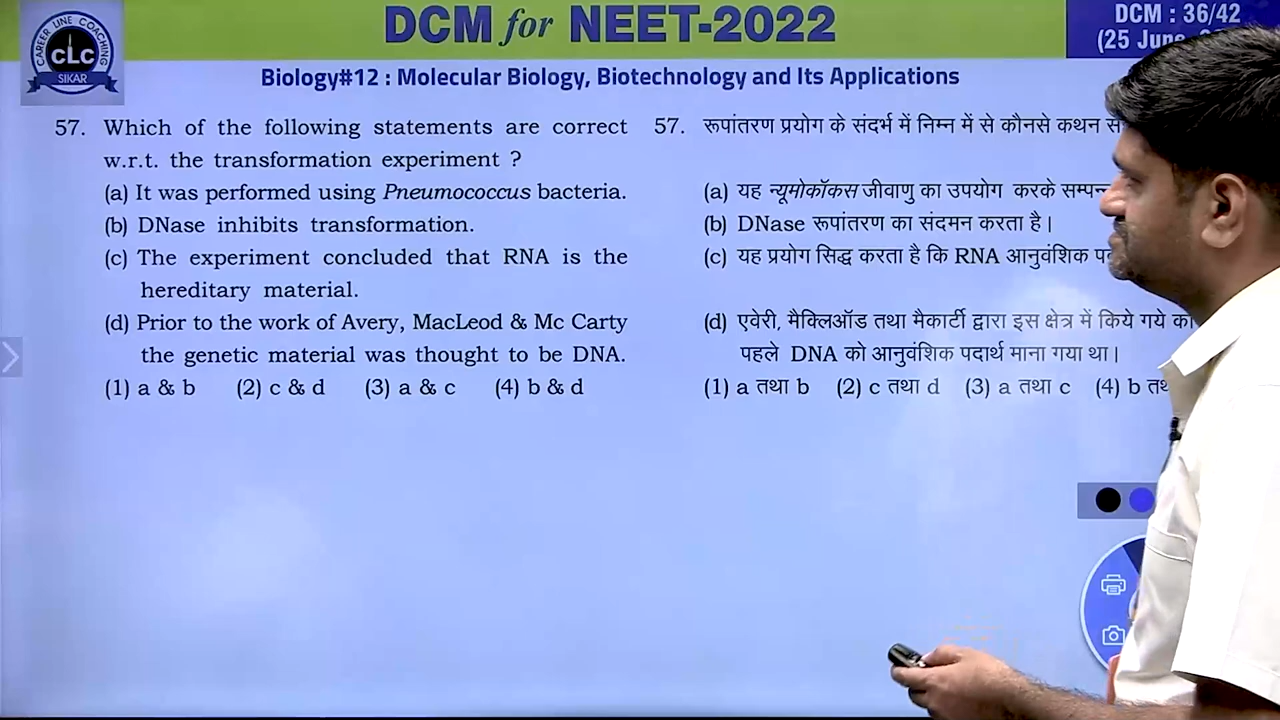 DCM for NEET-2022
DCM : 36/42
(25 June,
CAREER LINE COACHING
CLC
SIKAR
Biology#12 : Molecular Biology, Biotechnology and Its Applications
57. Which of the following statements are correct
w.r.t. the transformation experiment ?
(a) It was performed using Pneumococcus bacteria.
(b) DNase inhibits transformation.
(c) The experiment concluded that RNA is the
hereditary material.
(d) Prior to the work of Avery, MacLeod & Mc Carty
the genetic material was thought to be DNA.
(1) a & b (2) c & d (3) a & c (4) b & d
57. रूपांतरण प्रयोग के संदर्भ में निम्न में से कौनसे कथन
(a) यह न्यूमोकॉकस जीवाणु का उपयोग करके
(b) DNase रूपांतरण का संदमन करता है।
(c) यह प्रयोग सिद्ध करता है कि RNA आनुवंशिक
(d) एवेरी, मैक्लिऑड तथा मैकार्टी द्वारा इस क्षेत्र में किये गये
पहले DNA को आनुवंशिक पदार्थ माना गया था।
(1) a तथा b (2) c तथा d (3) a तथा c (4) b